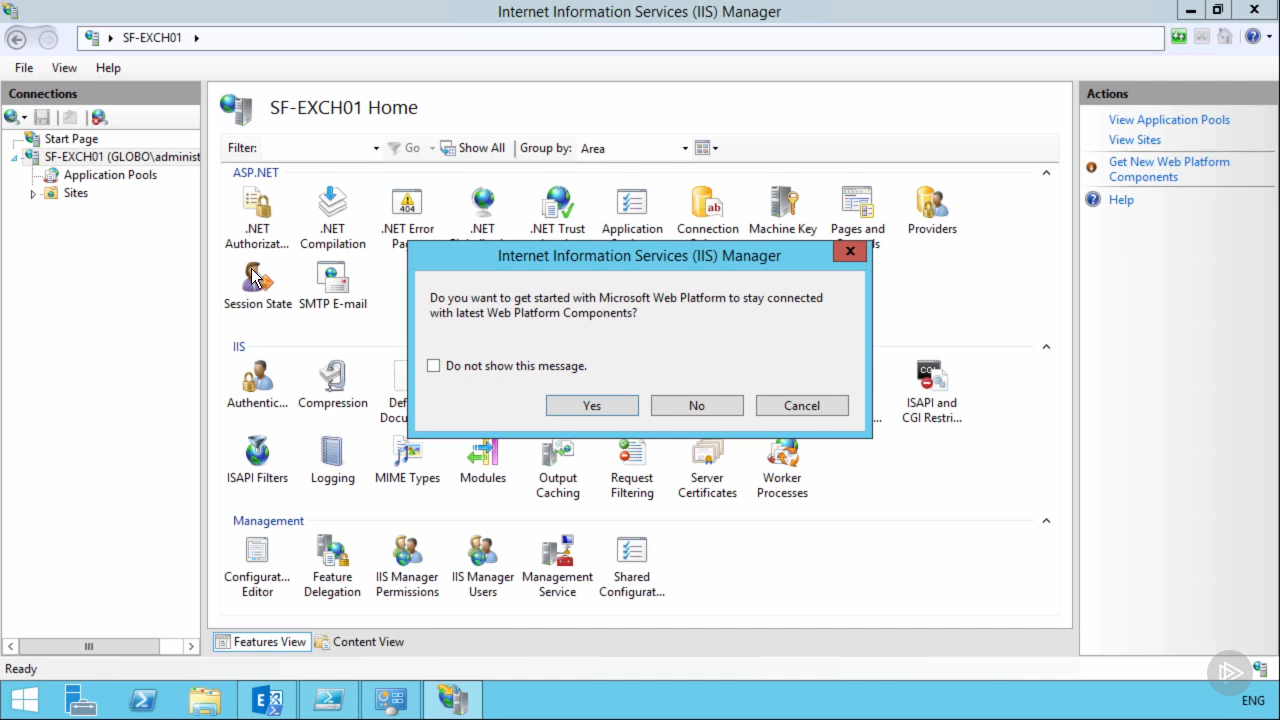 Internet Information Services (IIS) Manager
SF-EXCH01
File View Help
Connections
Start Page
SF-EXCH01 (GLOBO\administ
Application Pools
Sites
SF-EXCH01 Home
Filter: Go Show All Group by: Area
ASP.NET
.NET Authorizat...
.NET Compilation
.NET Error
.NET
.NET Trust
Application
Connection
Machine Key
Pages and
Providers
Session State
SMTP E-mail
Internet Information Services (IIS) Manager
Do you want to get started with Microsoft Web Platform to stay connected
with latest Web Platform Components?
Do not show this message.
Yes No Cancel
IIS
Authentic...
Compression
ISAPI and CGI Restri...
ISAPI Filters
Logging
MIME Types
Modules
Output Caching
Request Filtering
Server Certificates
Worker Processes
Management
Configurat... Editor
Feature Delegation
IIS Manager Permissions
IIS Manager Users
Management Service
Shared Configurat...
Features View Content View
Actions
View Application Pools
View Sites
Get New Web Platform
Components
Help
Ready
ENG